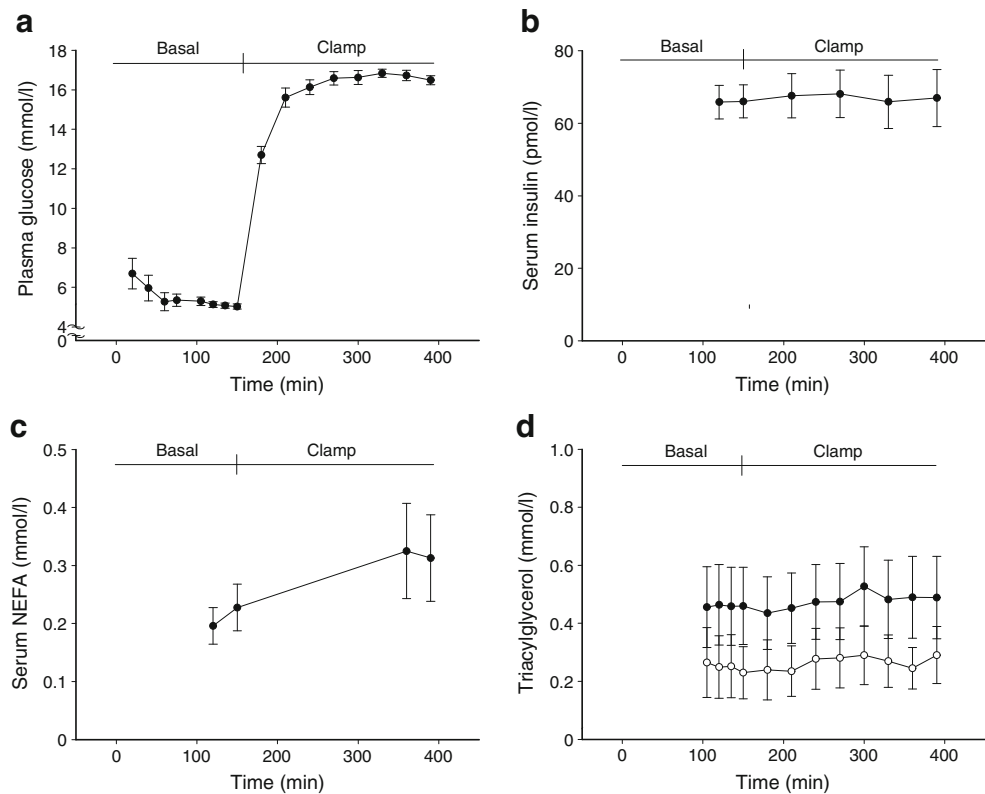 a
Basal Clamp
Plasma glucose (mmol/l)
18
16
14
12
10
8
6
4
0
0 100 200 300 400
Time (min)
b
Basal Clamp
Serum insulin (pmol/l)
80
60
40
20
0
0 100 200 300 400
Time (min)
c
Basal Clamp
Serum NEFA (mmol/l)
0.5
0.4
0.3
0.2
0.1
0
0 100 200 300 400
Time (min)
d
Basal Clamp
Triacylglycerol (mmol/l)
1.0
0.8
0.6
0.4
0.2
0
0 100 200 300 400
Time (min)